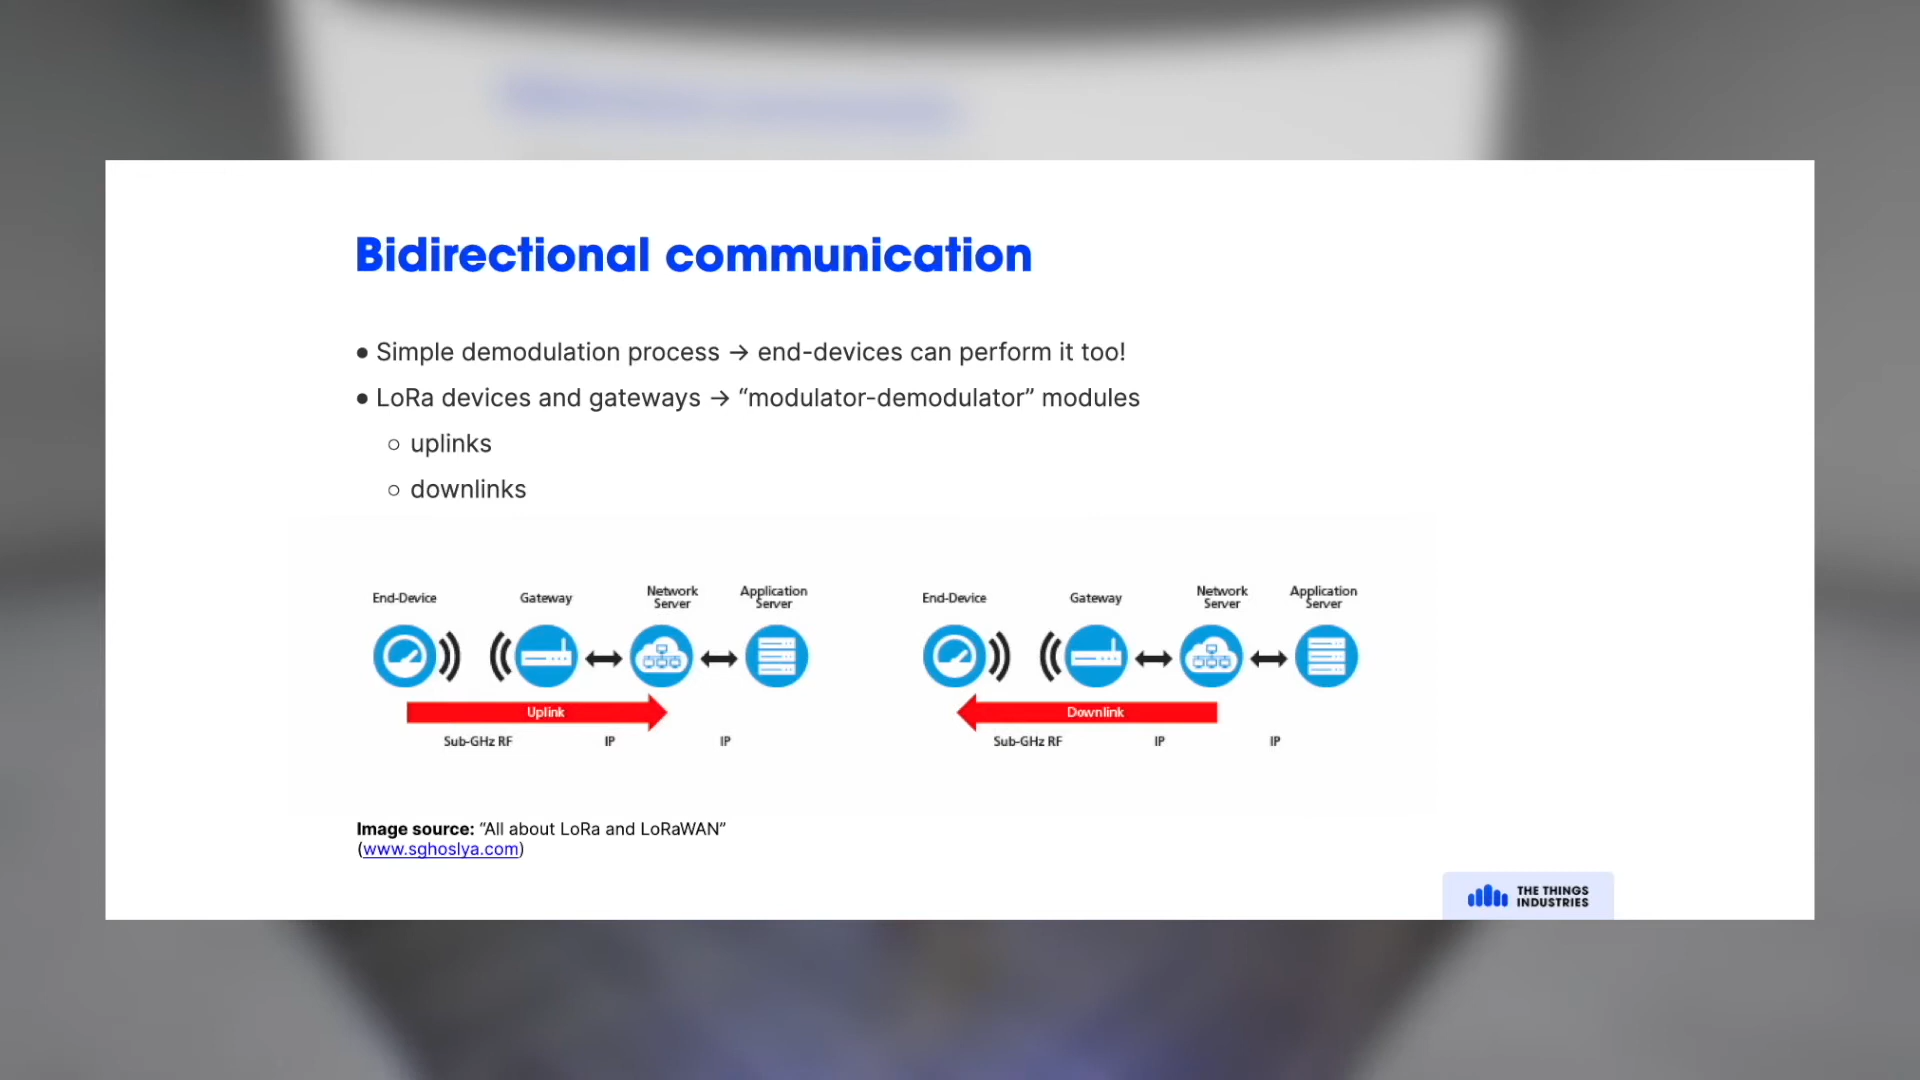 Bidirectional communication
● Simple demodulation process → end-devices can perform it too!
● LoRa devices and gateways → “modulator-demodulator” modules
○ uplinks
○ downlinks
End-Device Gateway Network Server Application Server
Uplink
Sub-GHz RF IP IP
End-Device Gateway Network Server Application Server
Downlink
Sub-GHz RF IP IP
Image source: “All about LoRa and LoRaWAN”
(www.sghoslya.com)
THE THINGS
INDUSTRIES